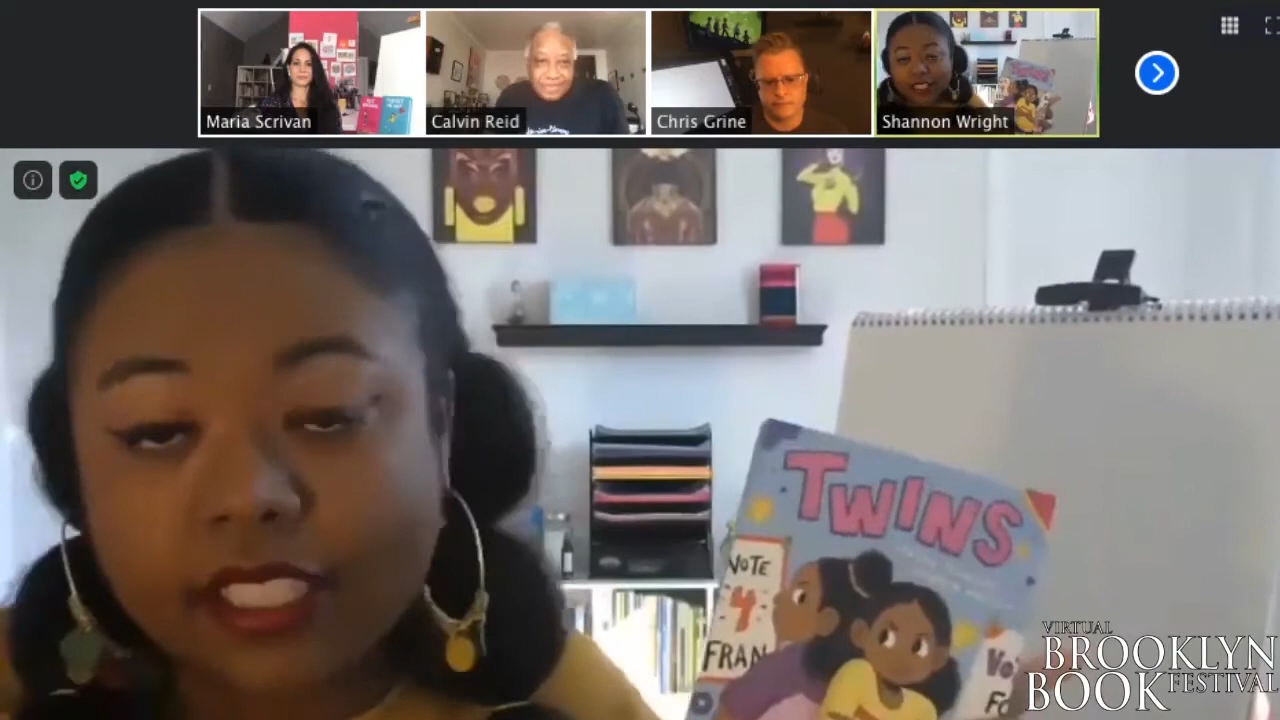 Maria Scrivan
Calvin Reid
Chris Grine
Shannon Wright
TWINS
VOTE
4
FRAN
VIRTUAL
BROOKLYN
BOOK FESTIVAL